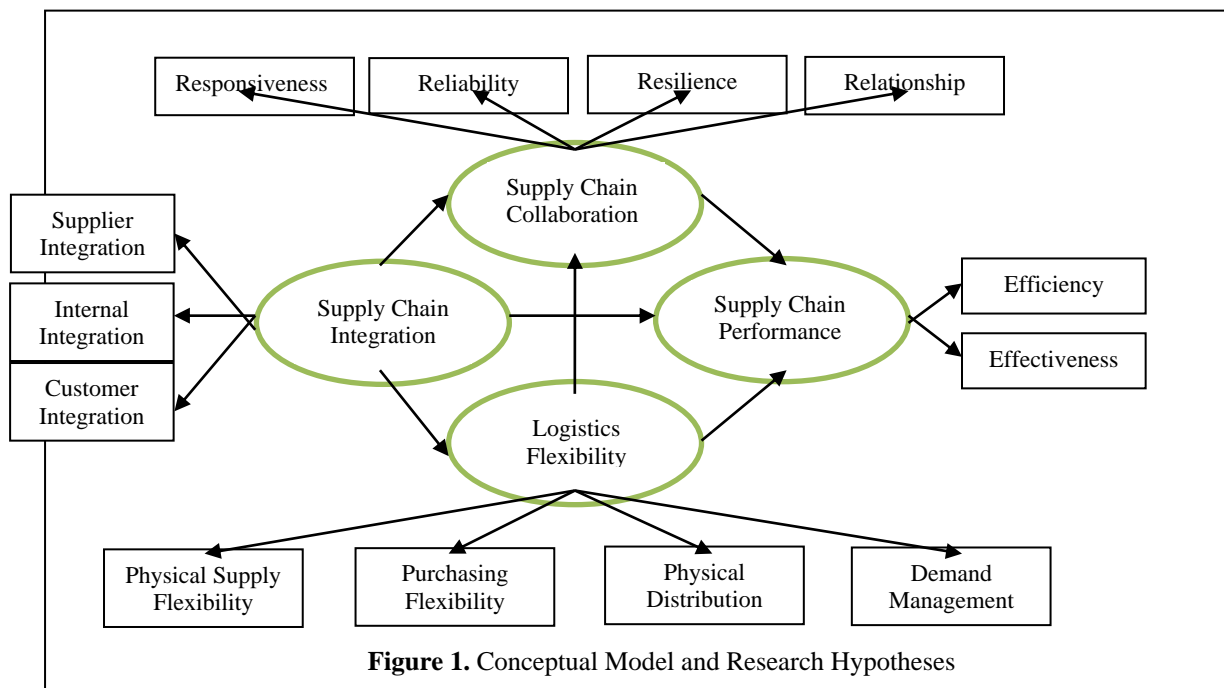 Responsiveness
Reliability
Resilience
Relationship
Supply Chain
Collaboration
Supplier
Integration
Internal
Integration
Customer
Integration
Supply Chain
Integration
Supply Chain
Performance
Efficiency
Effectiveness
Logistics
Flexibility
Physical Supply
Flexibility
Purchasing
Flexibility
Physical
Distribution
Demand
Management
Figure 1. Conceptual Model and Research Hypotheses